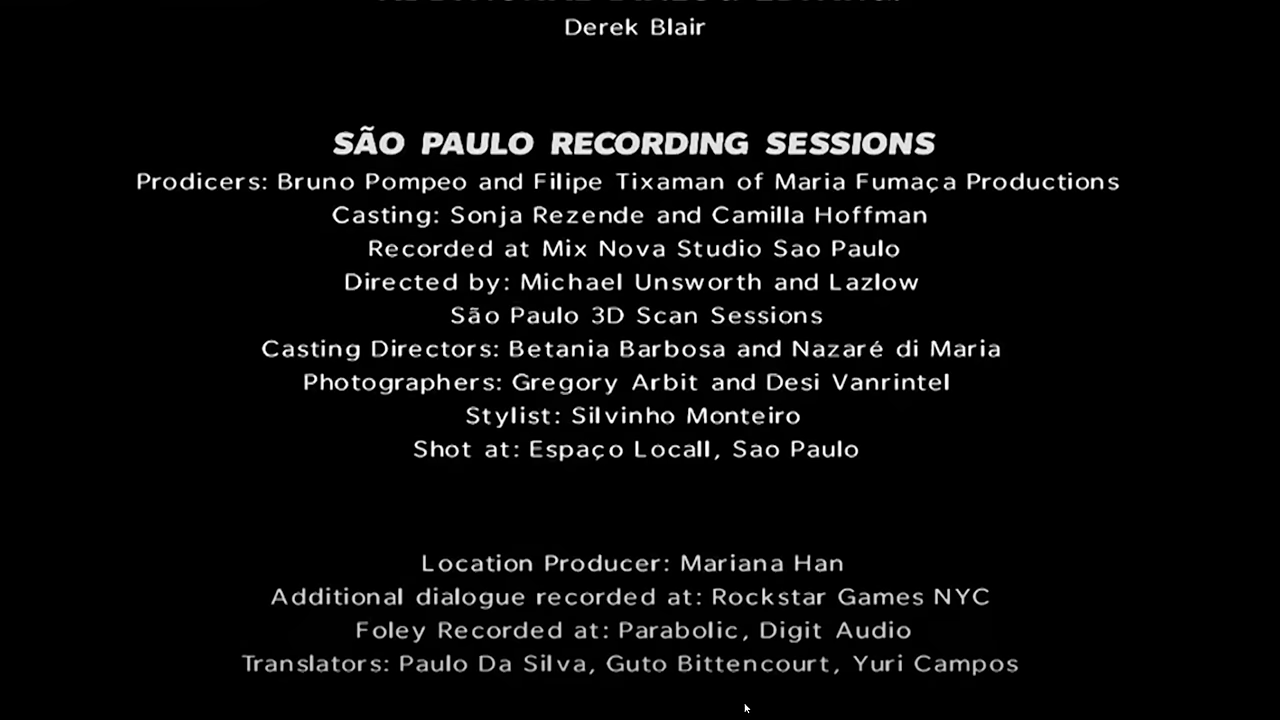 Derek Blair
SÃO PAULO RECORDING SESSIONS
Prodicers: Bruno Pompeo and Filipe Tixaman of Maria Fumaça Productions
Casting: Sonja Rezende and Camilla Hoffman
Recorded at Mix Nova Studio Sao Paulo
Directed by: Michael Unsworth and Lazlow
São Paulo 3D Scan Sessions
Casting Directors: Betania Barbosa and Nazaré di Maria
Photographers: Gregory Arbit and Desi Vanrintel
Stylist: Silvinho Monteiro
Shot at: Espaço Locall, Sao Paulo
Location Producer: Mariana Han
Additional dialogue recorded at: Rockstar Games NYC
Foley Recorded at: Parabolic, Digit Audio
Translators: Paulo Da Silva, Guto Bittencourt, Yuri Campos